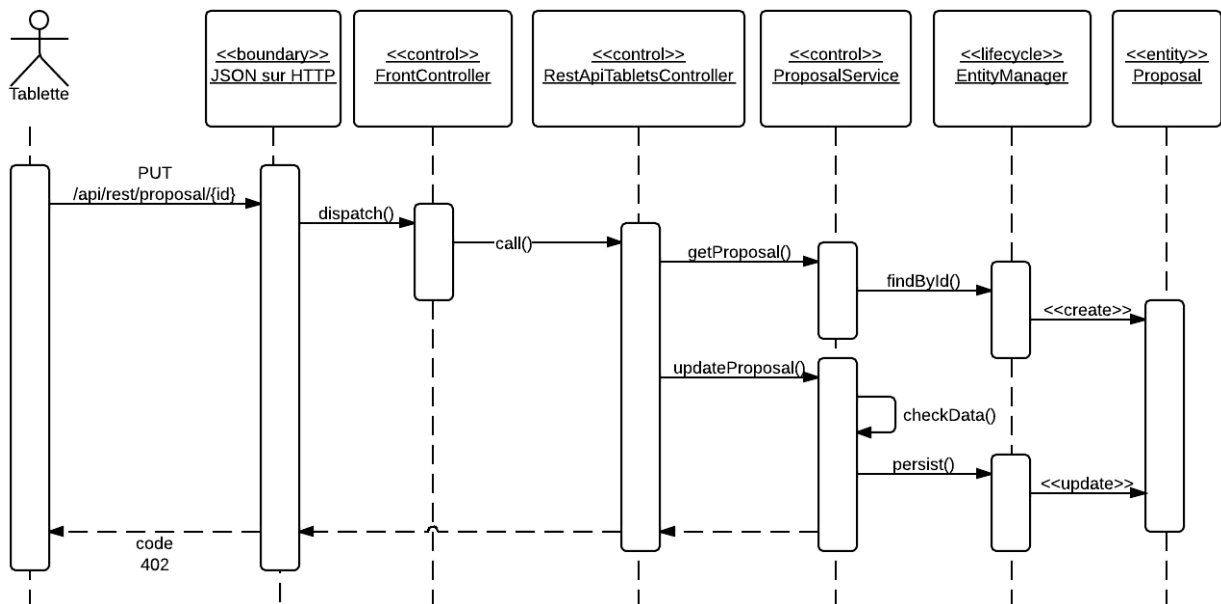 Tablette
<<boundary>>
JSON sur HTTP
<<control>>
FrontController
<<control>>
RestApiTabletsController
<<control>>
ProposalService
<<lifecycle>>
EntityManager
<<entity>>
Proposal
PUT
/api/rest/proposal/{id}
dispatch()
call()
getProposal()
findById()
<<create>>
updateProposal()
checkData()
persist()
<<update>>
code
402